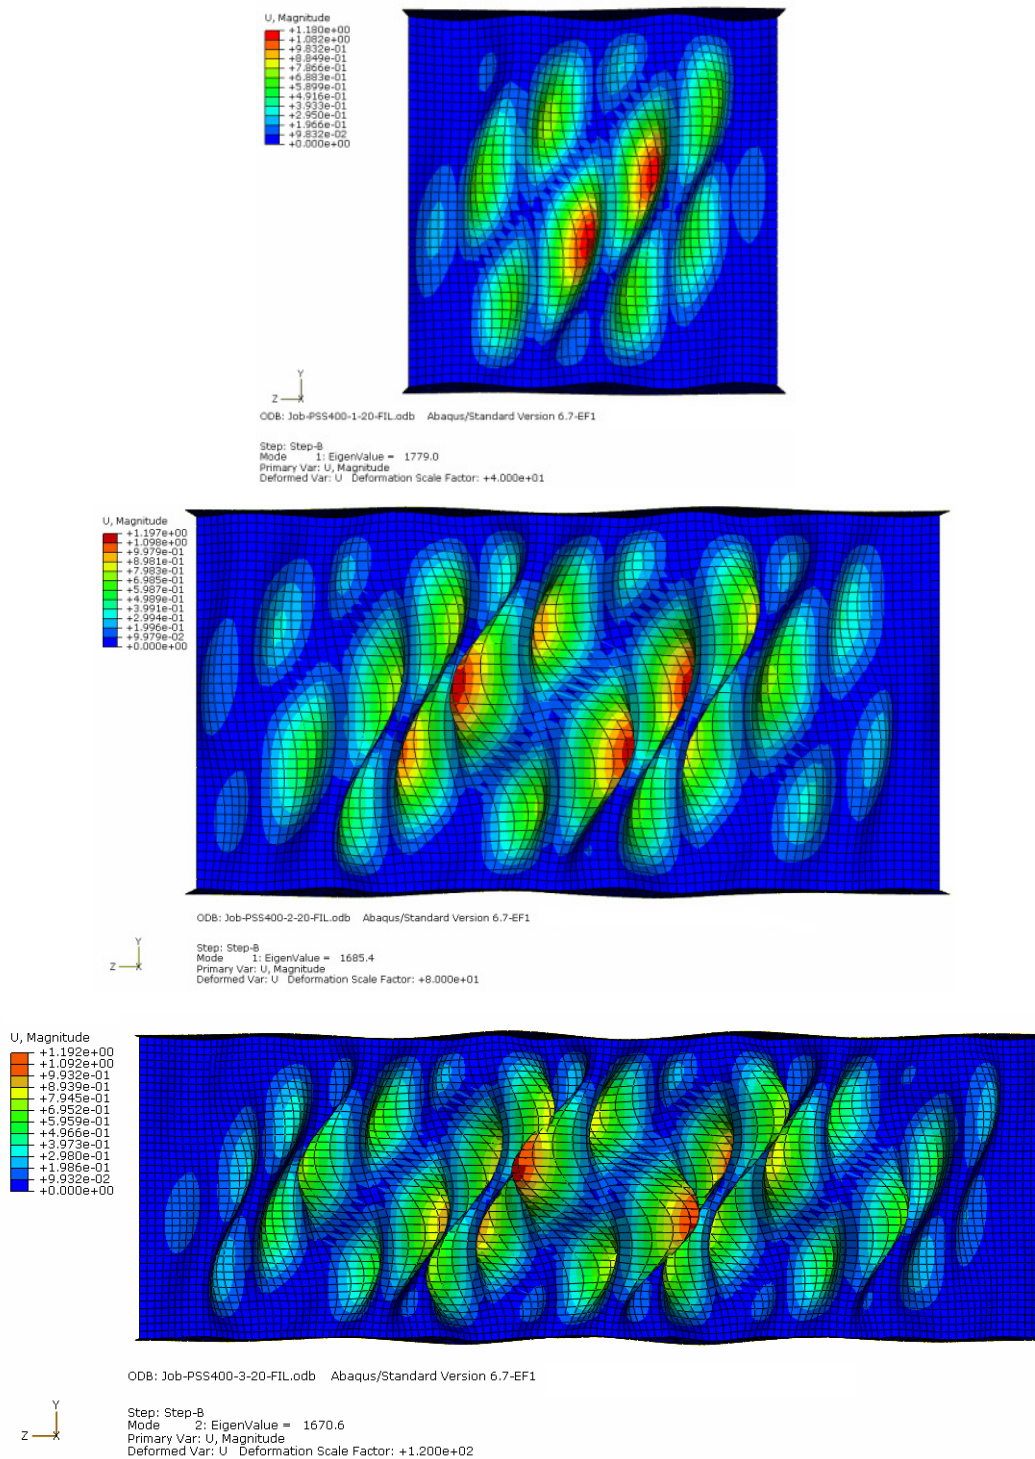 U, Magnitude
+1.180e+00
+1.082e+00
+9.832e-01
+8.849e-01
+7.866e-01
+6.883e-01
+5.899e-01
+4.916e-01
+3.933e-01
+2.950e-01
+1.966e-01
+9.832e-02
+0.000e+00
Y
Z
X
ODB: Job-PSS400-1-20-FIL.odb Abaqus/Standard Version 6.7-EF1
Step: Step-B
Mode 1: EigenValue = 1779.0
Primary Var: U, Magnitude
Deformed Var: U Deformation Scale Factor: +4.000e+01
U, Magnitude
+1.197e+00
+1.098e+00
+9.979e-01
+8.981e-01
+7.983e-01
+6.985e-01
+5.987e-01
+4.989e-01
+3.991e-01
+2.994e-01
+1.996e-01
+9.979e-02
+0.000e+00
ODB: Job-PSS400-2-20-FIL.odb Abaqus/Standard Version 6.7-EF1
Y
Z
X
Step: Step-B
Mode 1: EigenValue = 1685.4
Primary Var: U, Magnitude
Deformed Var: U Deformation Scale Factor: +8.000e+01
U, Magnitude
+1.192e+00
+1.092e+00
+9.932e-01
+8.939e-01
+7.945e-01
+6.952e-01
+5.959e-01
+4.966e-01
+3.973e-01
+2.980e-01
+1.986e-01
+9.932e-02
+0.000e+00
ODB: Job-PSS400-3-20-FIL.odb Abaqus/Standard Version 6.7-EF1
Y
Z
X
Step: Step-B
Mode 2: EigenValue = 1670.6
Primary Var: U, Magnitude
Deformed Var: U Deformation Scale Factor: +1.200e+02